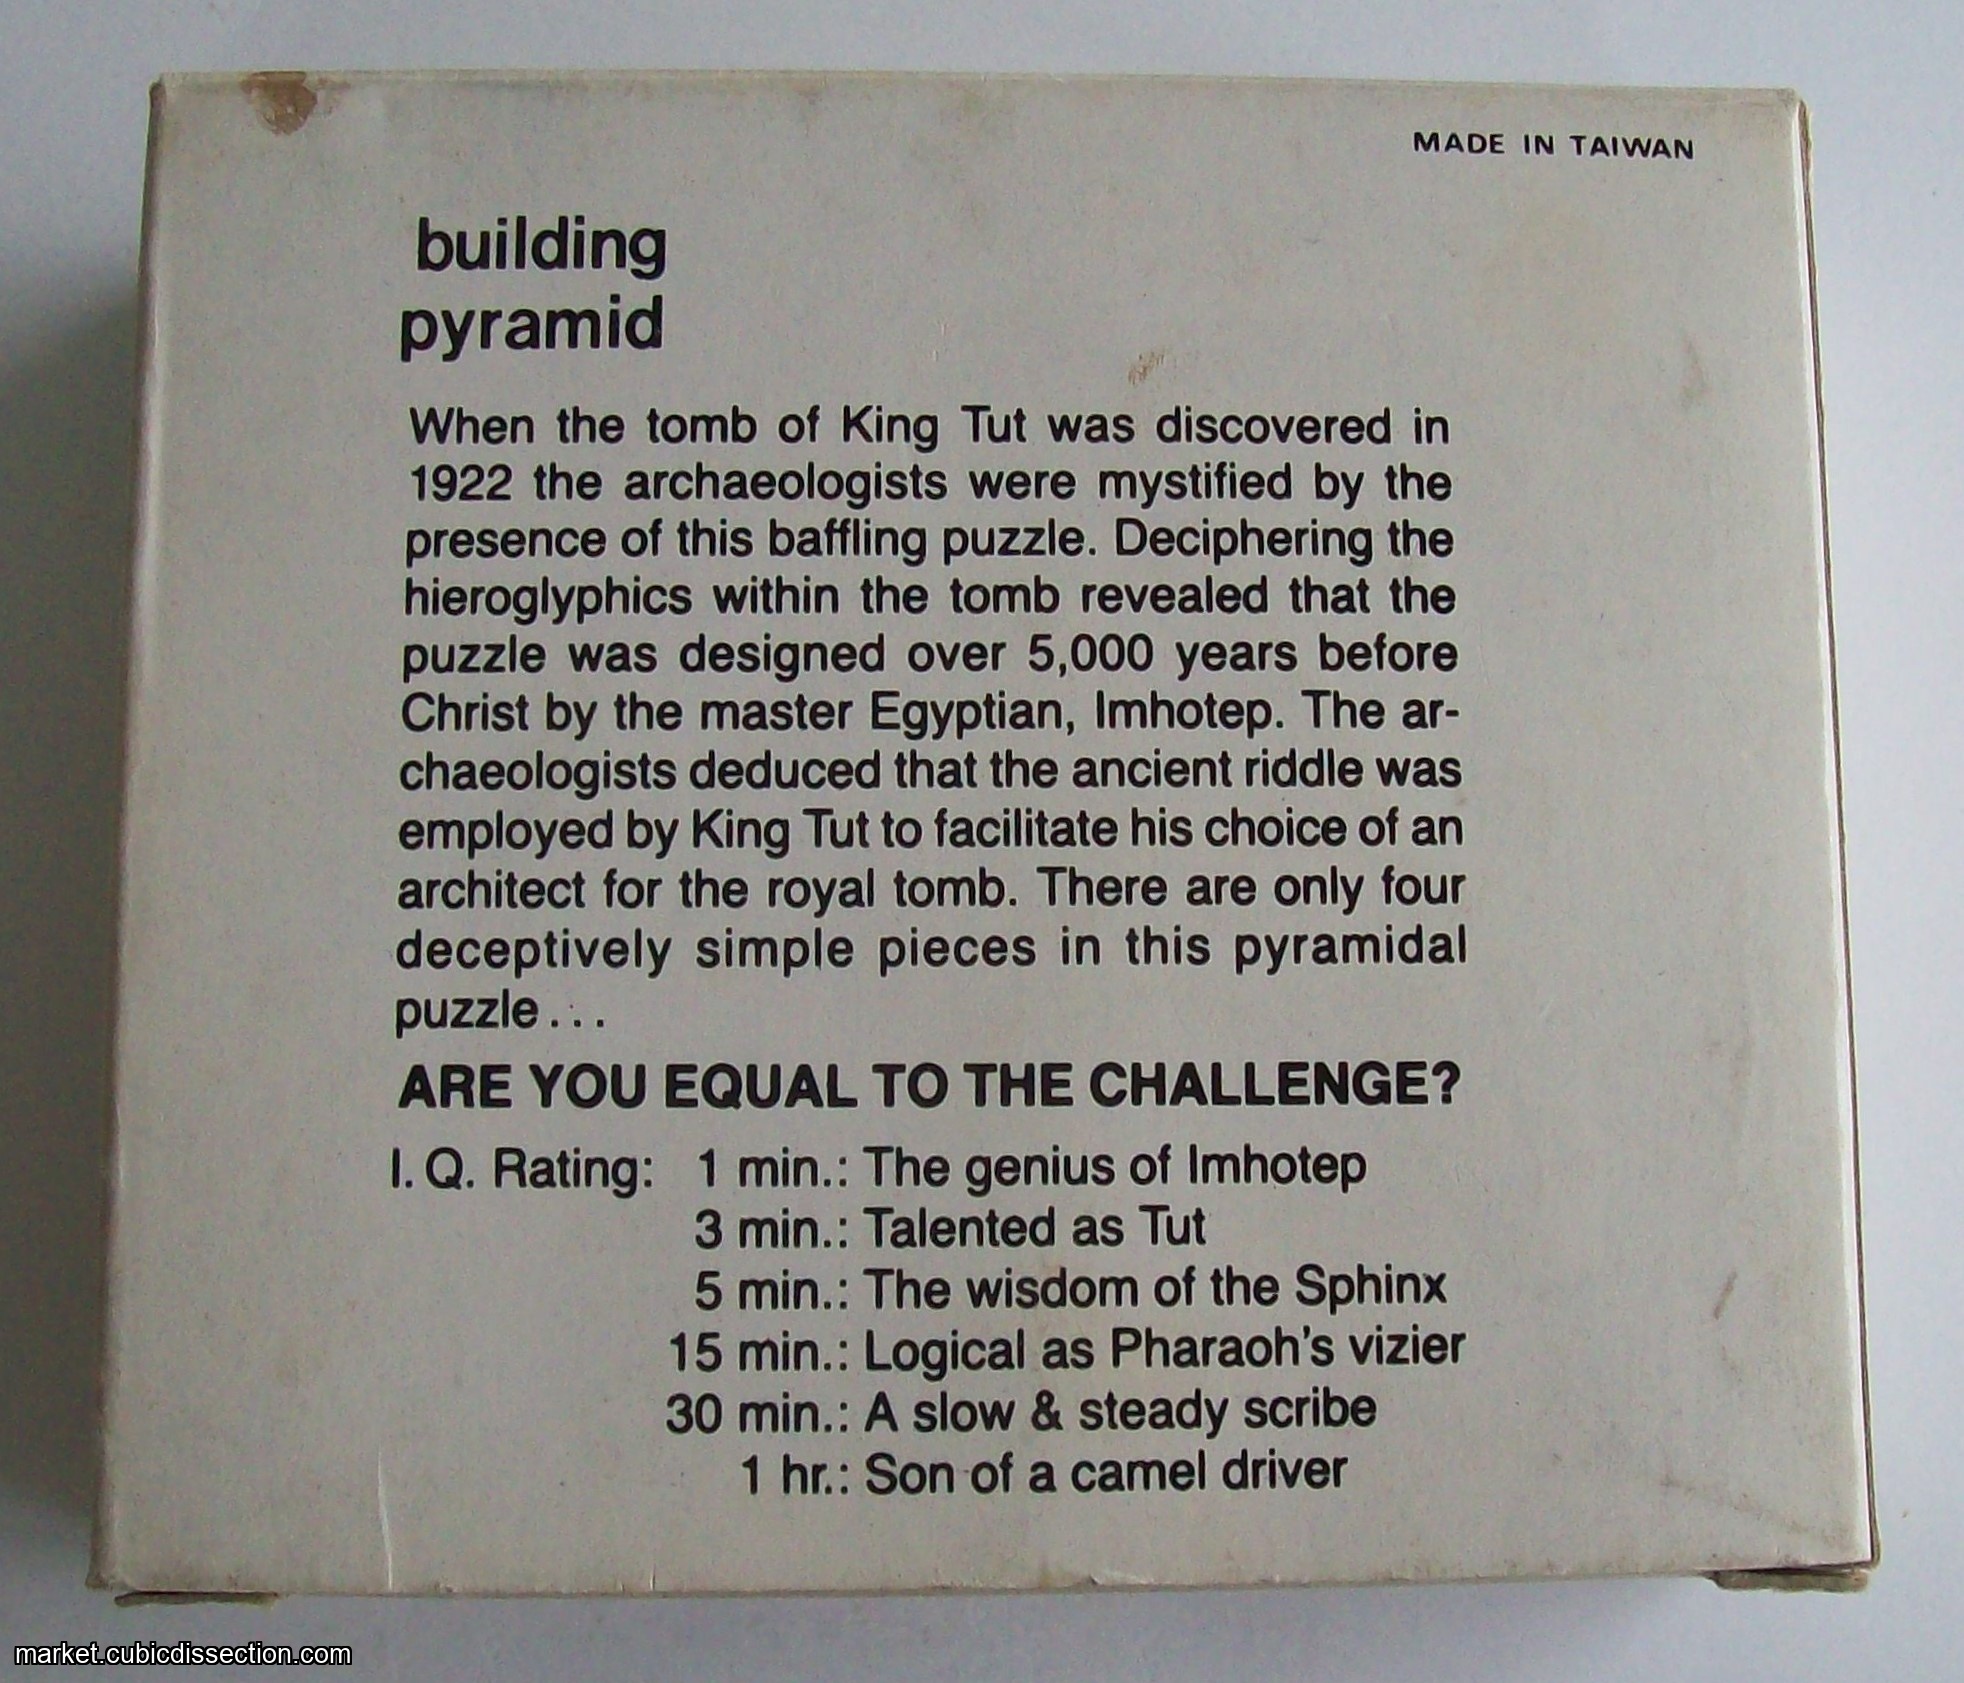 MADE IN TAIWAN
building
pyramid
When the tomb of King Tut was discovered in
1922 the archaeologists were mystified by the
presence of this baffling puzzle. Deciphering the
hieroglyphics within the tomb revealed that the
puzzle was designed over 5,000 years before
Christ by the master Egyptian, Imhotep. The ar-
chaeologists deduced that the ancient riddle was
employed by King Tut to facilitate his choice of an
architect for the royal tomb. There are only four
deceptively simple pieces in this pyramidal
puzzle...
ARE YOU EQUAL TO THE CHALLENGE?
I. Q. Rating: 1 min.: The genius of Imhotep
3 min.: Talented as Tut
5 min.: The wisdom of the Sphinx
15 min.: Logical as Pharaoh's vizier
30 min.: A slow & steady scribe
1 hr.: Son of a camel driver
market.cubicdissection.com